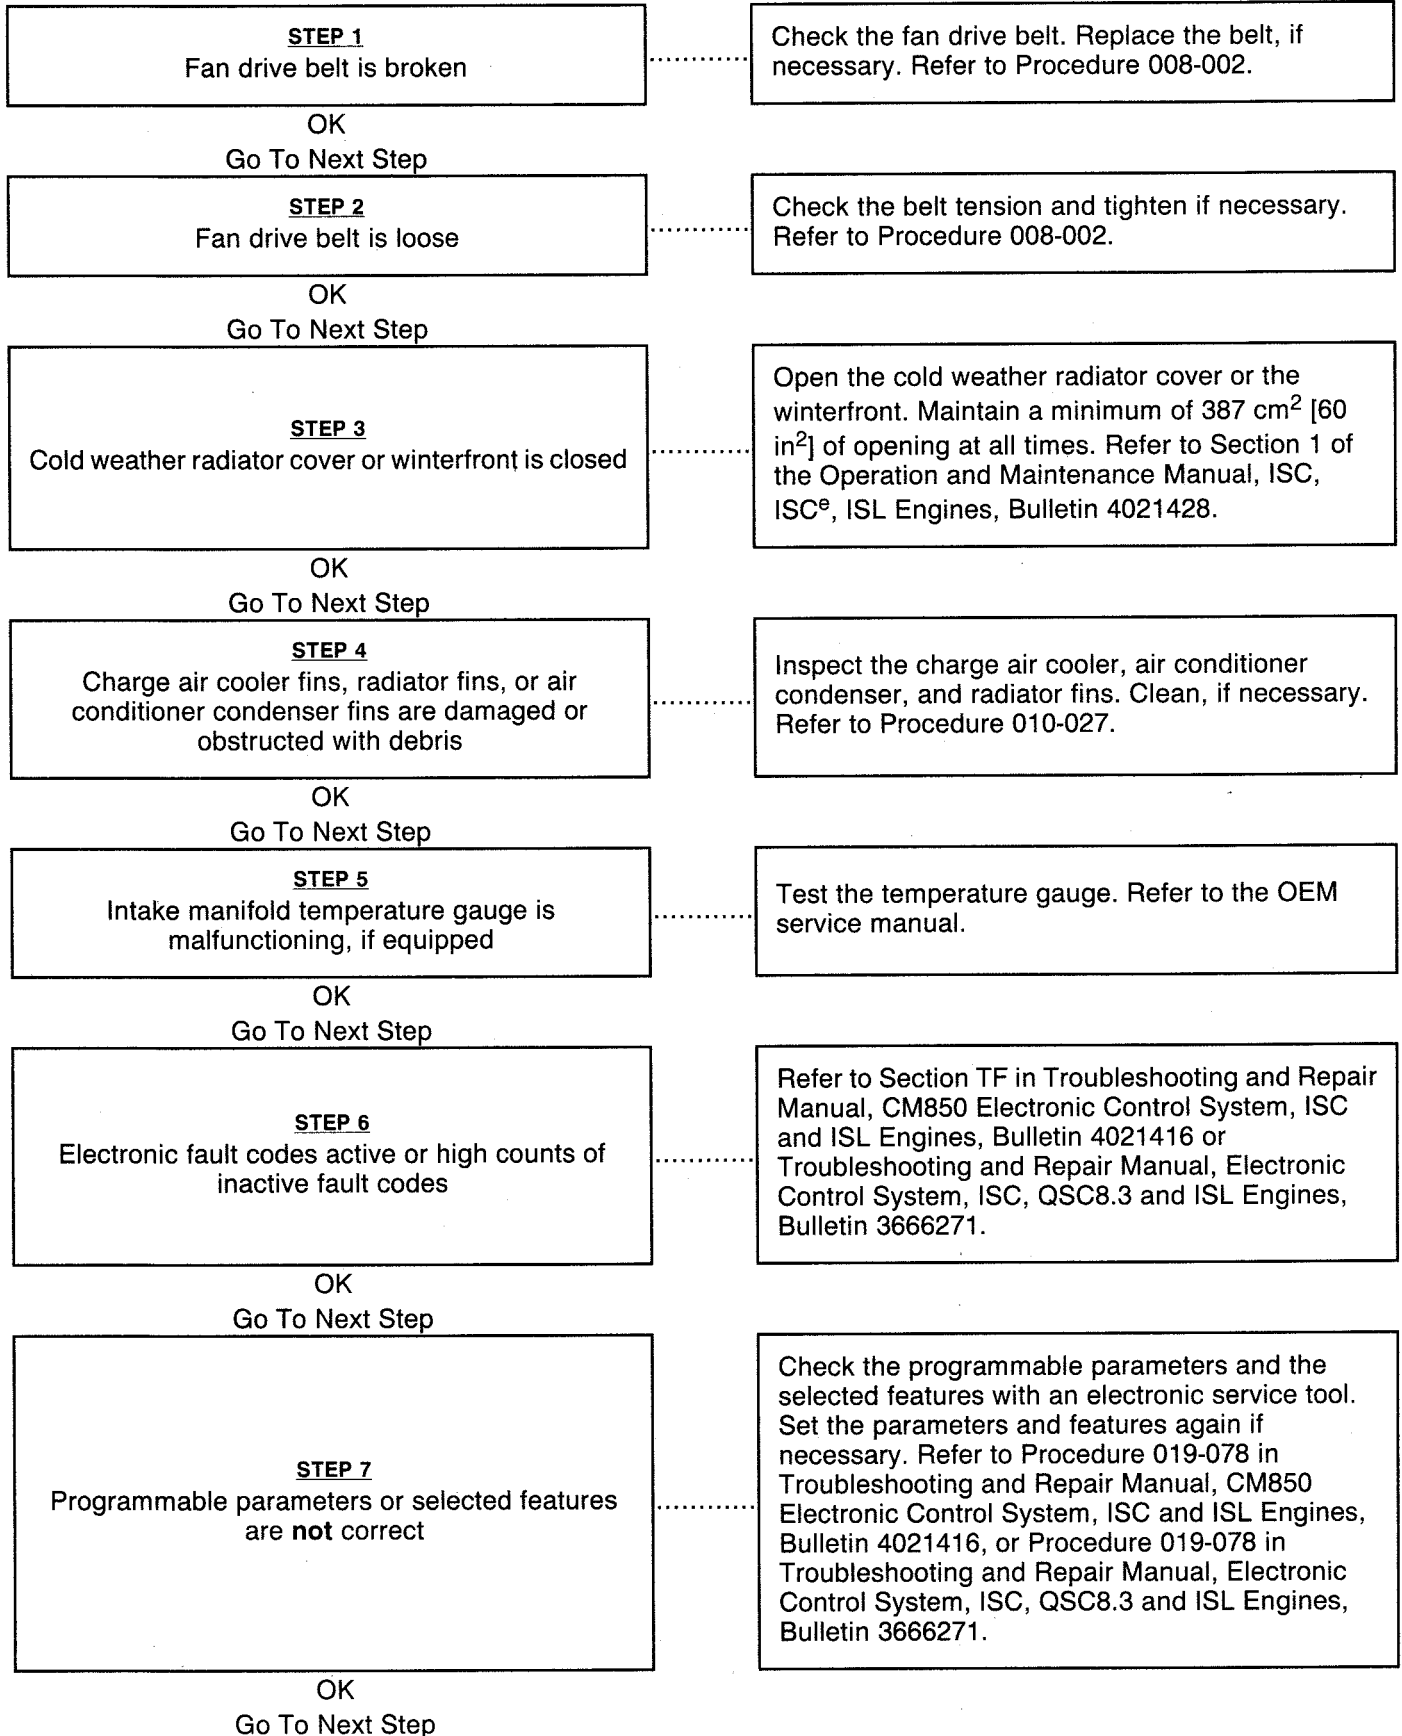 STEP 1
Fan drive belt is broken
Check the fan drive belt. Replace the belt, if
necessary. Refer to Procedure 008-002.
OK
Go To Next Step
STEP 2
Fan drive belt is loose
Check the belt tension and tighten if necessary.
Refer to Procedure 008-002.
OK
Go To Next Step
STEP 3
Cold weather radiator cover or winterfront is closed
Open the cold weather radiator cover or the
winterfront. Maintain a minimum of 387 cm² [60
in²] of opening at all times. Refer to Section 1 of
the Operation and Maintenance Manual, ISC,
ISCᵉ, ISL Engines, Bulletin 4021428.
OK
Go To Next Step
STEP 4
Charge air cooler fins, radiator fins, or air
conditioner condenser fins are damaged or
obstructed with debris
Inspect the charge air cooler, air conditioner
condenser, and radiator fins. Clean, if necessary.
Refer to Procedure 010-027.
OK
Go To Next Step
STEP 5
Intake manifold temperature gauge is
malfunctioning, if equipped
Test the temperature gauge. Refer to the OEM
service manual.
OK
Go To Next Step
STEP 6
Electronic fault codes active or high counts of
inactive fault codes
Refer to Section TF in Troubleshooting and Repair
Manual, CM850 Electronic Control System, ISC
and ISL Engines, Bulletin 4021416 or
Troubleshooting and Repair Manual, Electronic
Control System, ISC, QSC8.3 and ISL Engines,
Bulletin 3666271.
OK
Go To Next Step
STEP 7
Programmable parameters or selected features
are not correct
Check the programmable parameters and the
selected features with an electronic service tool.
Set the parameters and features again if
necessary. Refer to Procedure 019-078 in
Troubleshooting and Repair Manual, CM850
Electronic Control System, ISC and ISL Engines,
Bulletin 4021416, or Procedure 019-078 in
Troubleshooting and Repair Manual, Electronic
Control System, ISC, QSC8.3 and ISL Engines,
Bulletin 3666271.
OK
Go To Next Step